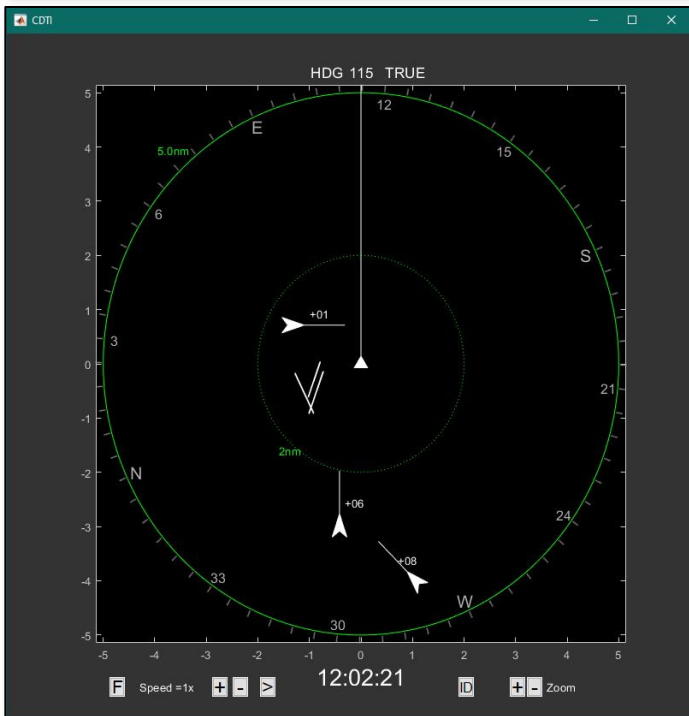 CDTI
HDG 115 TRUE
5
4
3
2
1
0
-1
-2
-3
-4
-5
12
E
15
5.0nm
6
S
+01
3
21
2nm
N
+06
24
+08
33
W
30
-5 -4 -3 -2 -1 0 1 2 3 4 5
12:02:21
F Speed =1x + - > ID + - Zoom